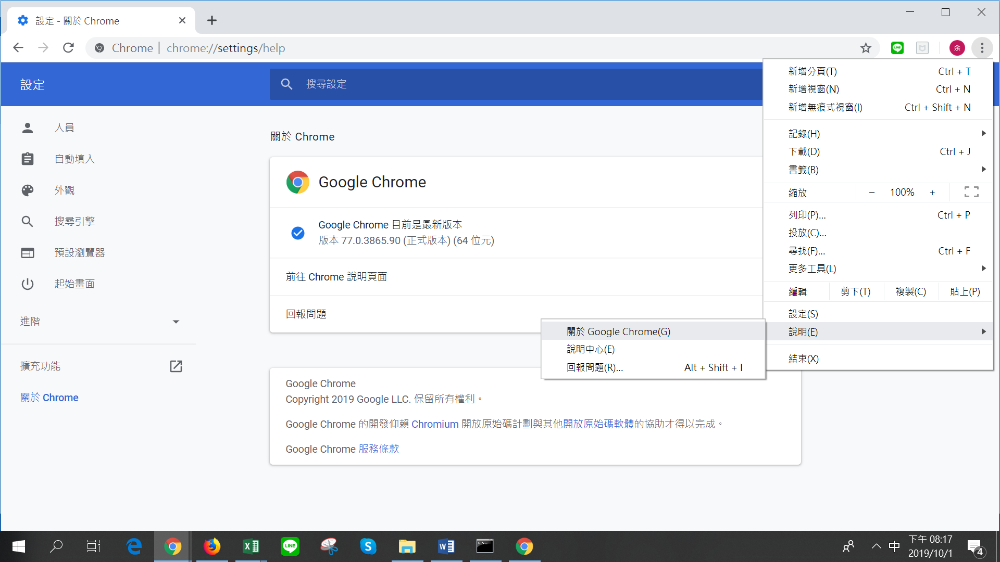 設定 - 關於 Chrome
Chrome | chrome://settings/help
余
設定
搜尋設定
人員
自動填入
外觀
搜尋引擎
預設瀏覽器
起始畫面
進階
擴充功能
關於 Chrome
關於 Chrome
Google Chrome
Google Chrome 目前是最新版本
版本 77.0.3865.90 (正式版本) (64 位元)
前往 Chrome 說明頁面
回報問題
Google Chrome
Copyright 2019 Google LLC. 保留所有權利。
Google Chrome 的開發仰賴 Chromium 開放原始碼計劃與其他開放原始碼軟體的協助才得以完成。
Google Chrome 服務條款
新增分頁(T) Ctrl + T
新增視窗(N) Ctrl + N
新增無痕式視窗(I) Ctrl + Shift + N
記錄(H)
下載(D) Ctrl + J
書籤(B)
縮放 − 100% +
列印(P)... Ctrl + P
投放(C)...
尋找(F)... Ctrl + F
更多工具(L)
編輯 剪下(T) 複製(C) 貼上(P)
設定(S)
說明(E)
結束(X)
關於 Google Chrome(G)
說明中心(E)
回報問題(R)... Alt + Shift + I
LINE
中
下午 08:17
2019/10/1
4